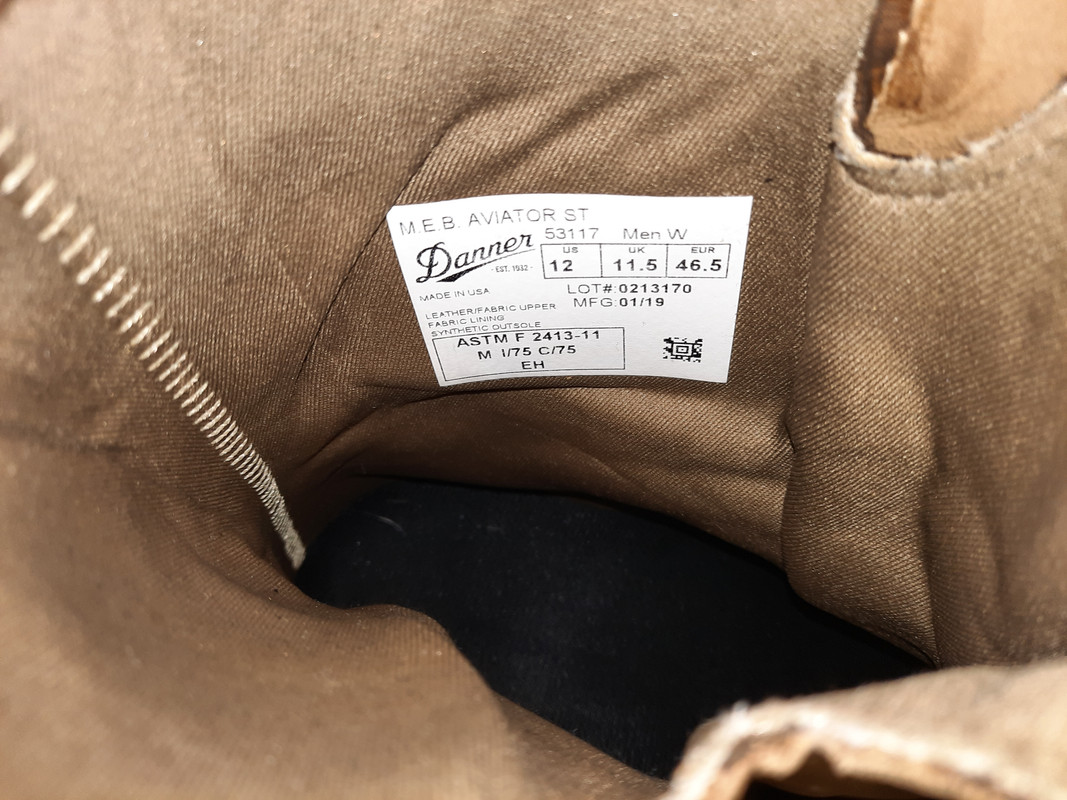 M.E.B. AVIATOR ST
53117 Men W
Danner
- EST. 1932 -
US UK EUR
12 11.5 46.5
MADE IN USA
LOT#:0213170
MFG:01/19
LEATHER/FABRIC UPPER
FABRIC LINING
SYNTHETIC OUTSOLE
ASTM F 2413-11
M I/75 C/75
EH